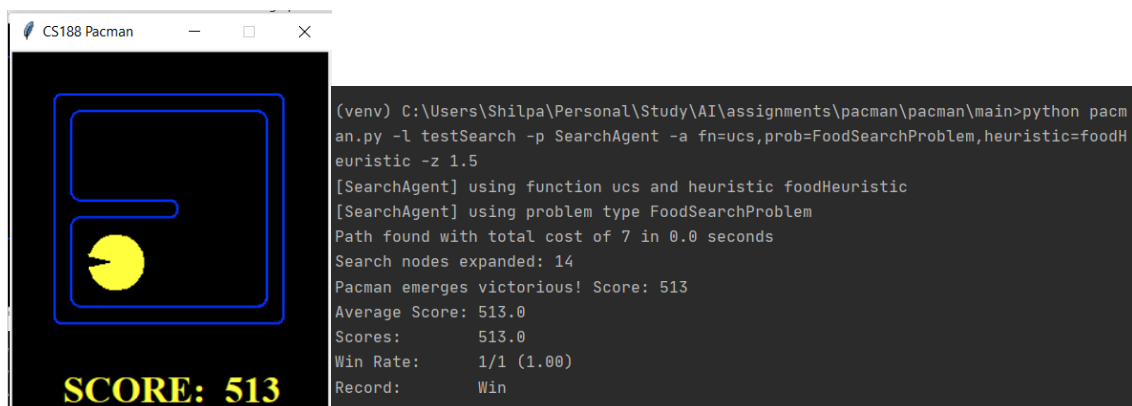 CS188 Pacman
SCORE: 513
(venv) C:\Users\Shilpa\Personal\Study\AI\assignments\pacman\pacman\main>python pacm
an.py -l testSearch -p SearchAgent -a fn=ucs,prob=FoodSearchProblem,heuristic=foodH
euristic -z 1.5
[SearchAgent] using function ucs and heuristic foodHeuristic
[SearchAgent] using problem type FoodSearchProblem
Path found with total cost of 7 in 0.0 seconds
Search nodes expanded: 14
Pacman emerges victorious! Score: 513
Average Score: 513.0
Scores:        513.0
Win Rate:      1/1 (1.00)
Record:        Win